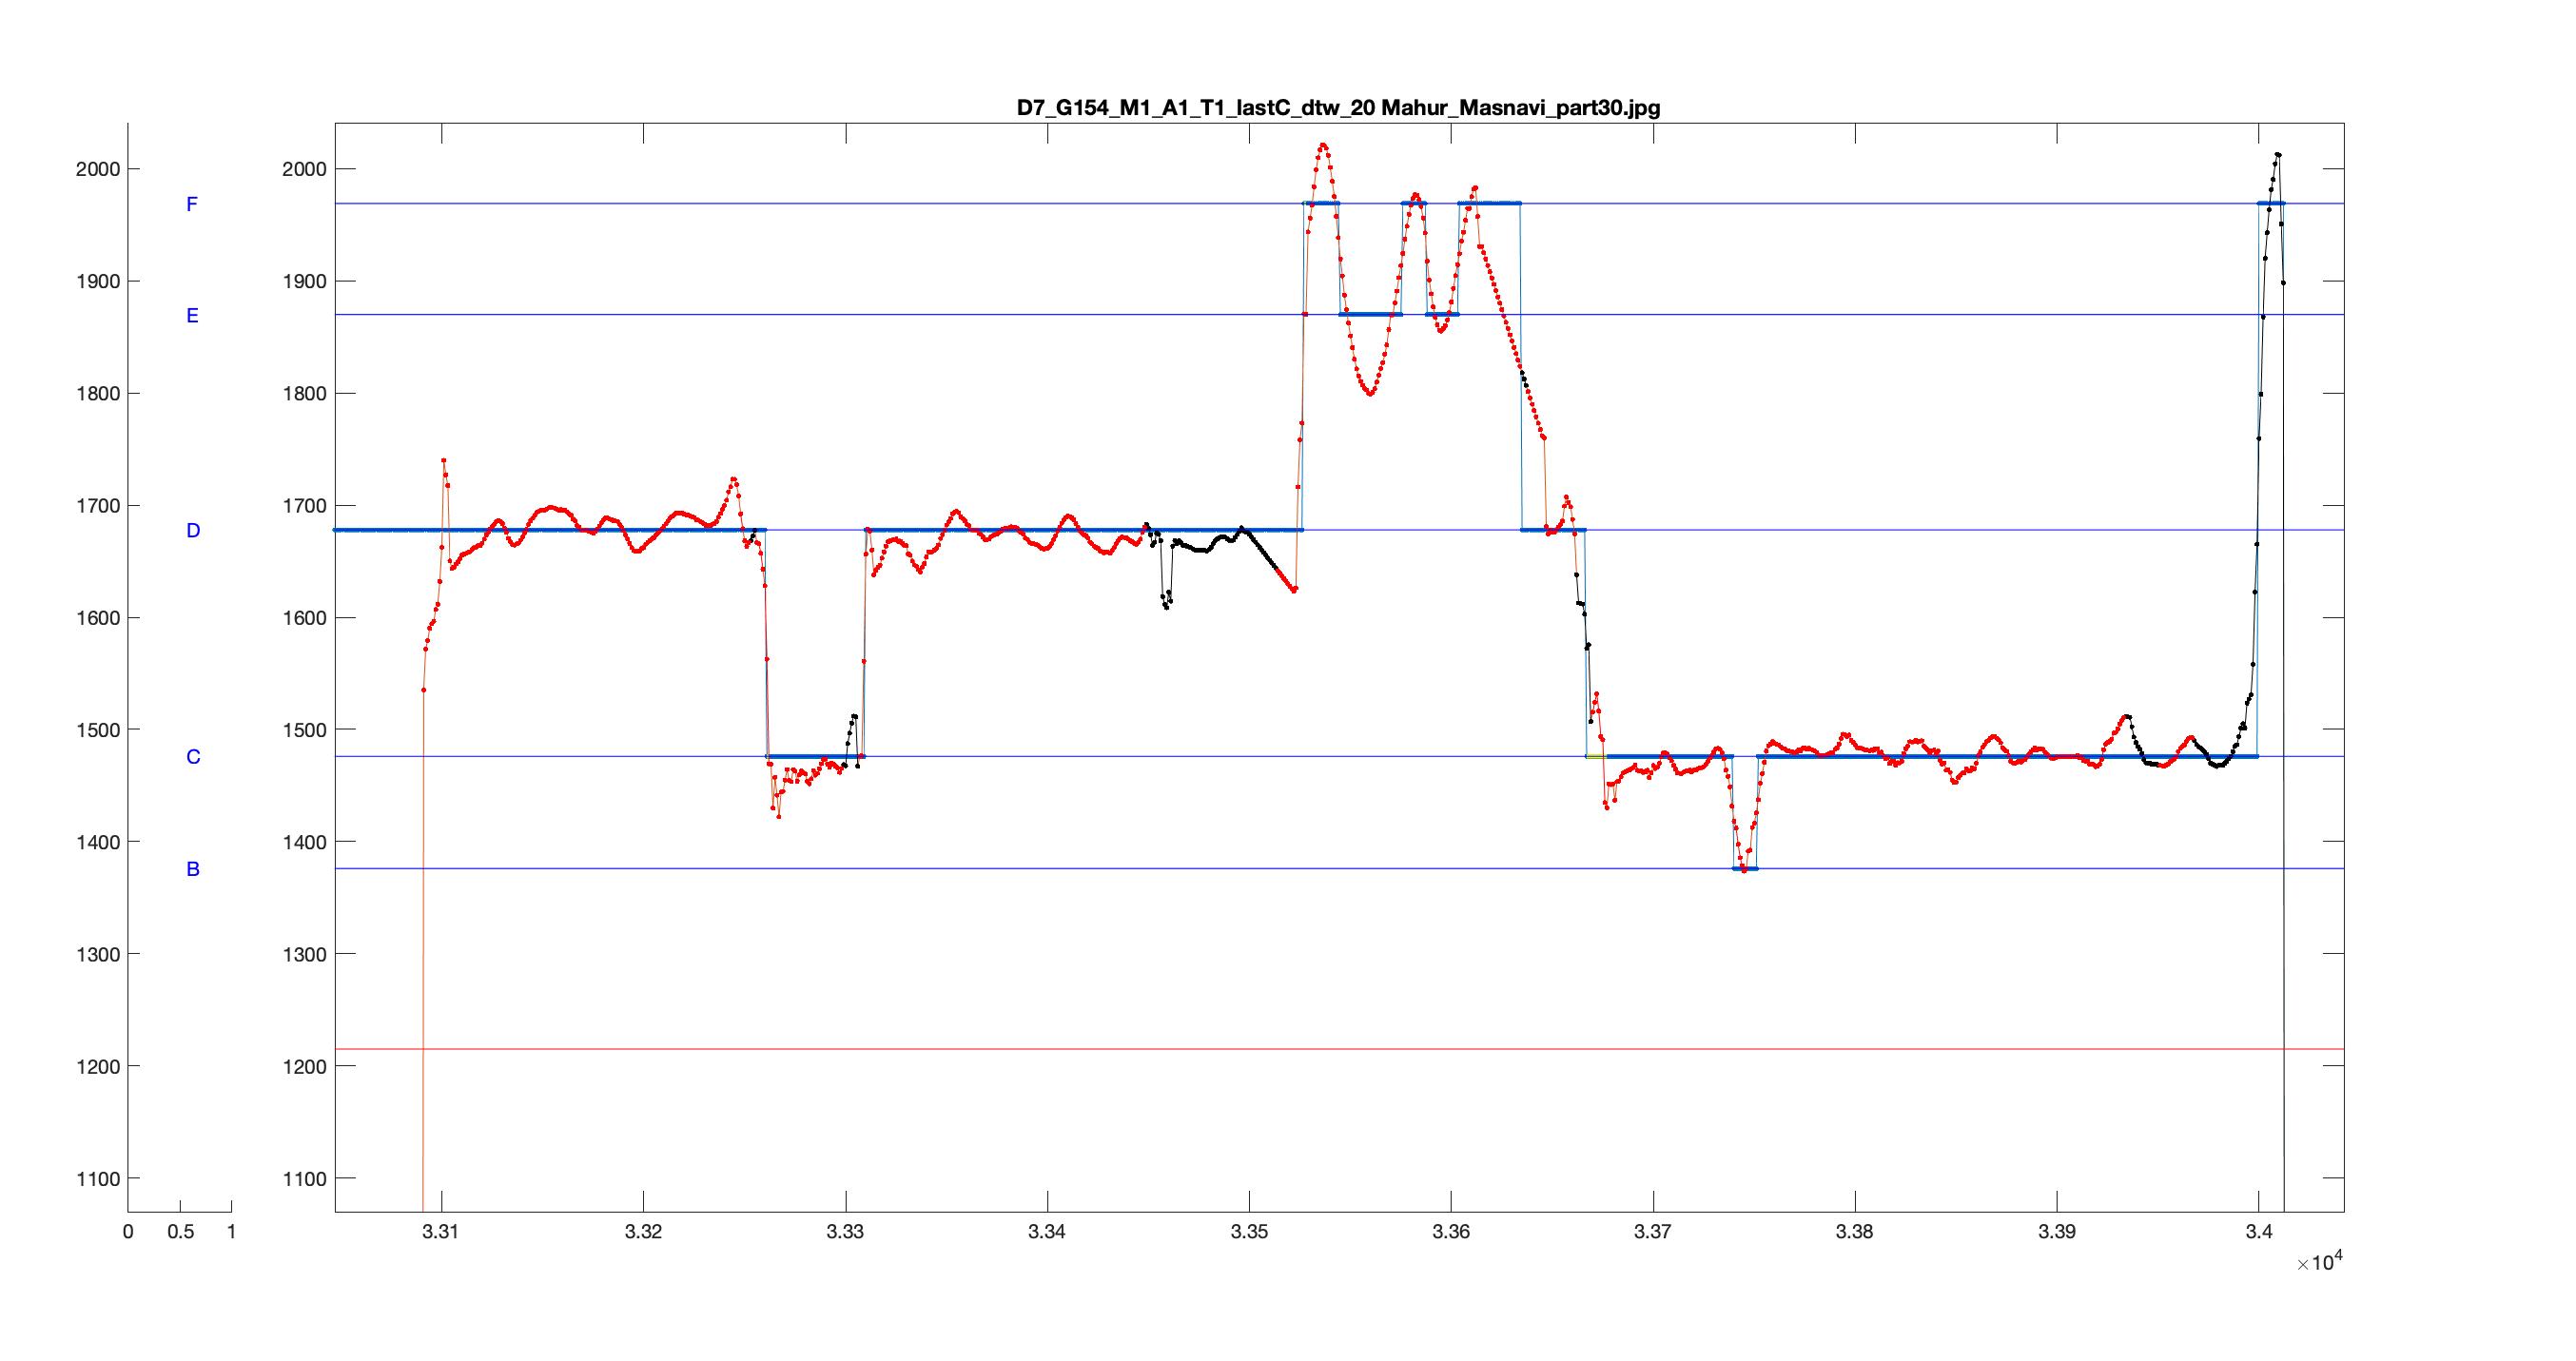 D7_G154_M1_A1_T1_lastC_dtw_20 Mahur_Masnavi_part30.jpg
2000 2000
F
1900 1900
E
1800 1800
1700 1700
D
1600 1600
1500 1500
C
1400 1400
B
1300 1300
1200 1200
1100 1100
0 0.5 1 3.31 3.32 3.33 3.34 3.35 3.36 3.37 3.38 3.39 3.4
×10^4